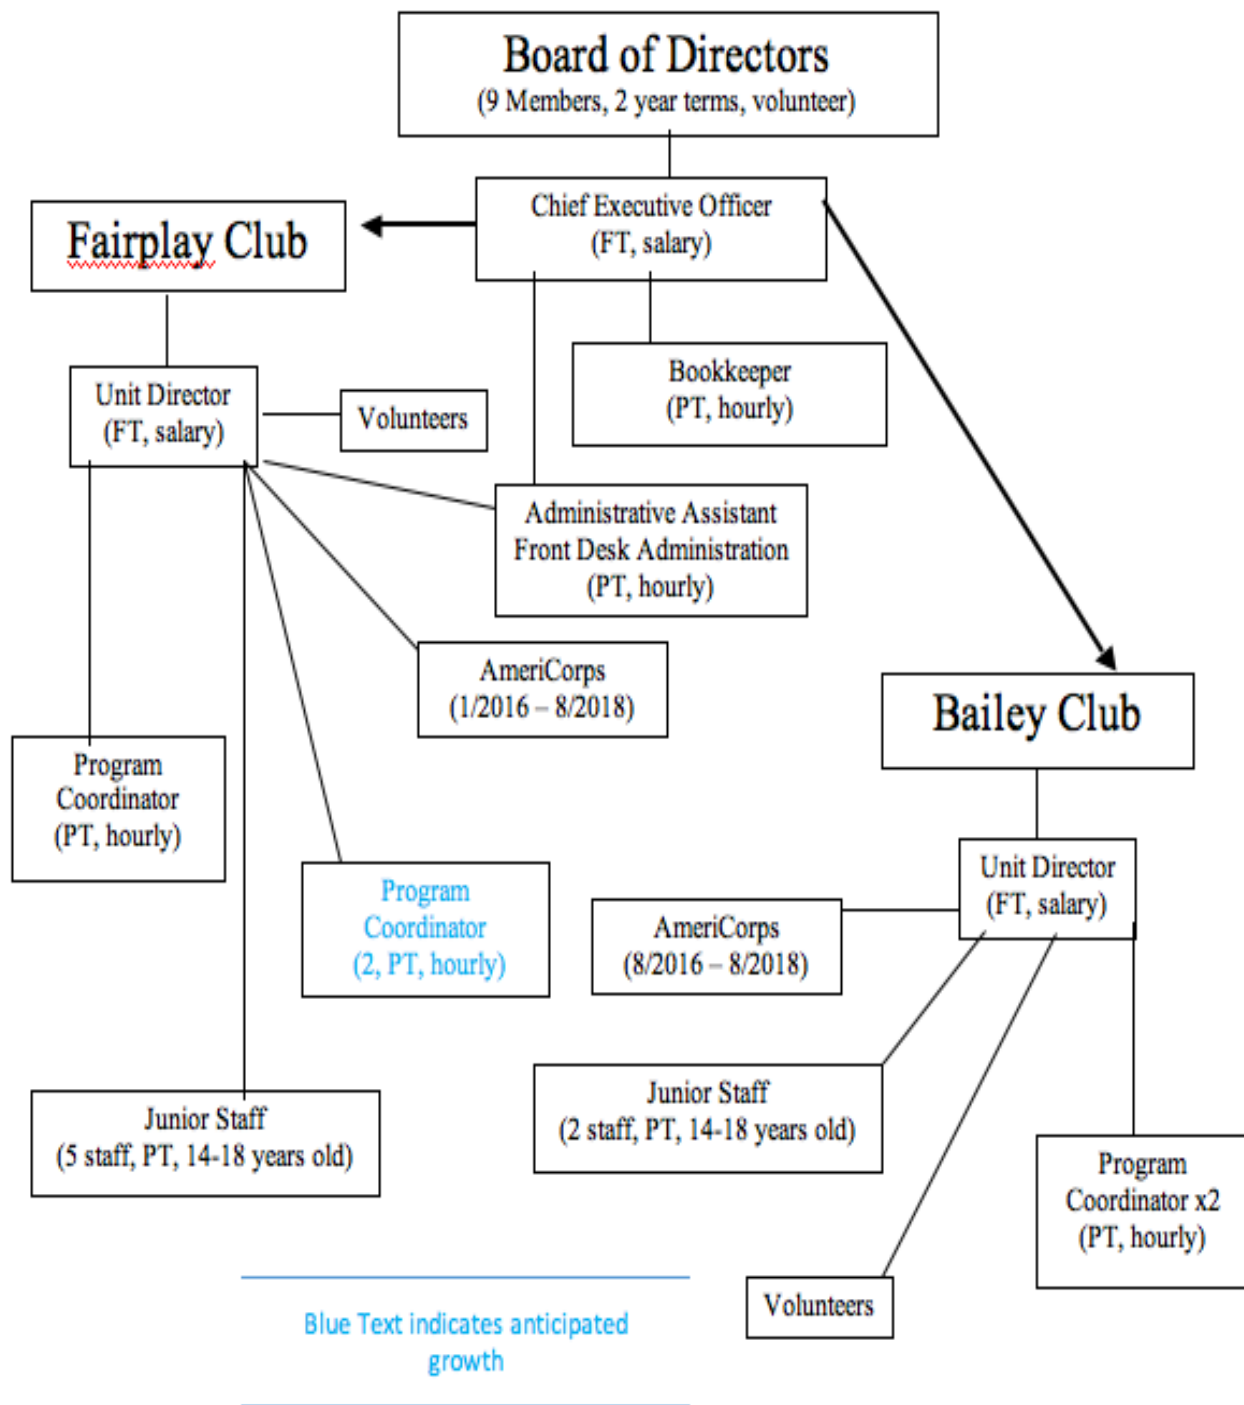 Board of Directors
(9 Members, 2 year terms, volunteer)
Chief Executive Officer
(FT, salary)
Fairplay Club
Bookkeeper
(PT, hourly)
Unit Director
(FT, salary)
Volunteers
Administrative Assistant
Front Desk Administration
(PT, hourly)
AmeriCorps
(1/2016 – 8/2018)
Bailey Club
Program
Coordinator
(PT, hourly)
Unit Director
(FT, salary)
Program
Coordinator
(2, PT, hourly)
AmeriCorps
(8/2016 – 8/2018)
Junior Staff
(5 staff, PT, 14-18 years old)
Junior Staff
(2 staff, PT, 14-18 years old)
Program
Coordinator x2
(PT, hourly)
Volunteers
Blue Text indicates anticipated
growth